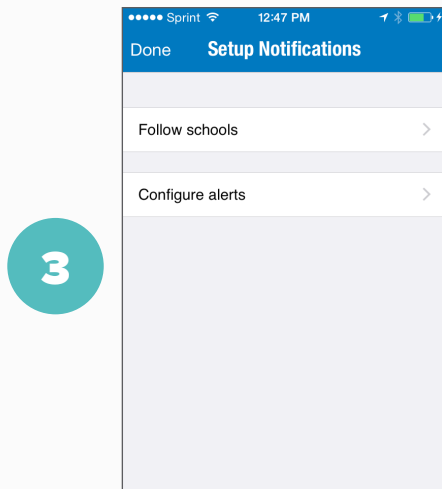 Sprint 12:47 PM
Done Setup Notifications
Follow schools
Configure alerts
3